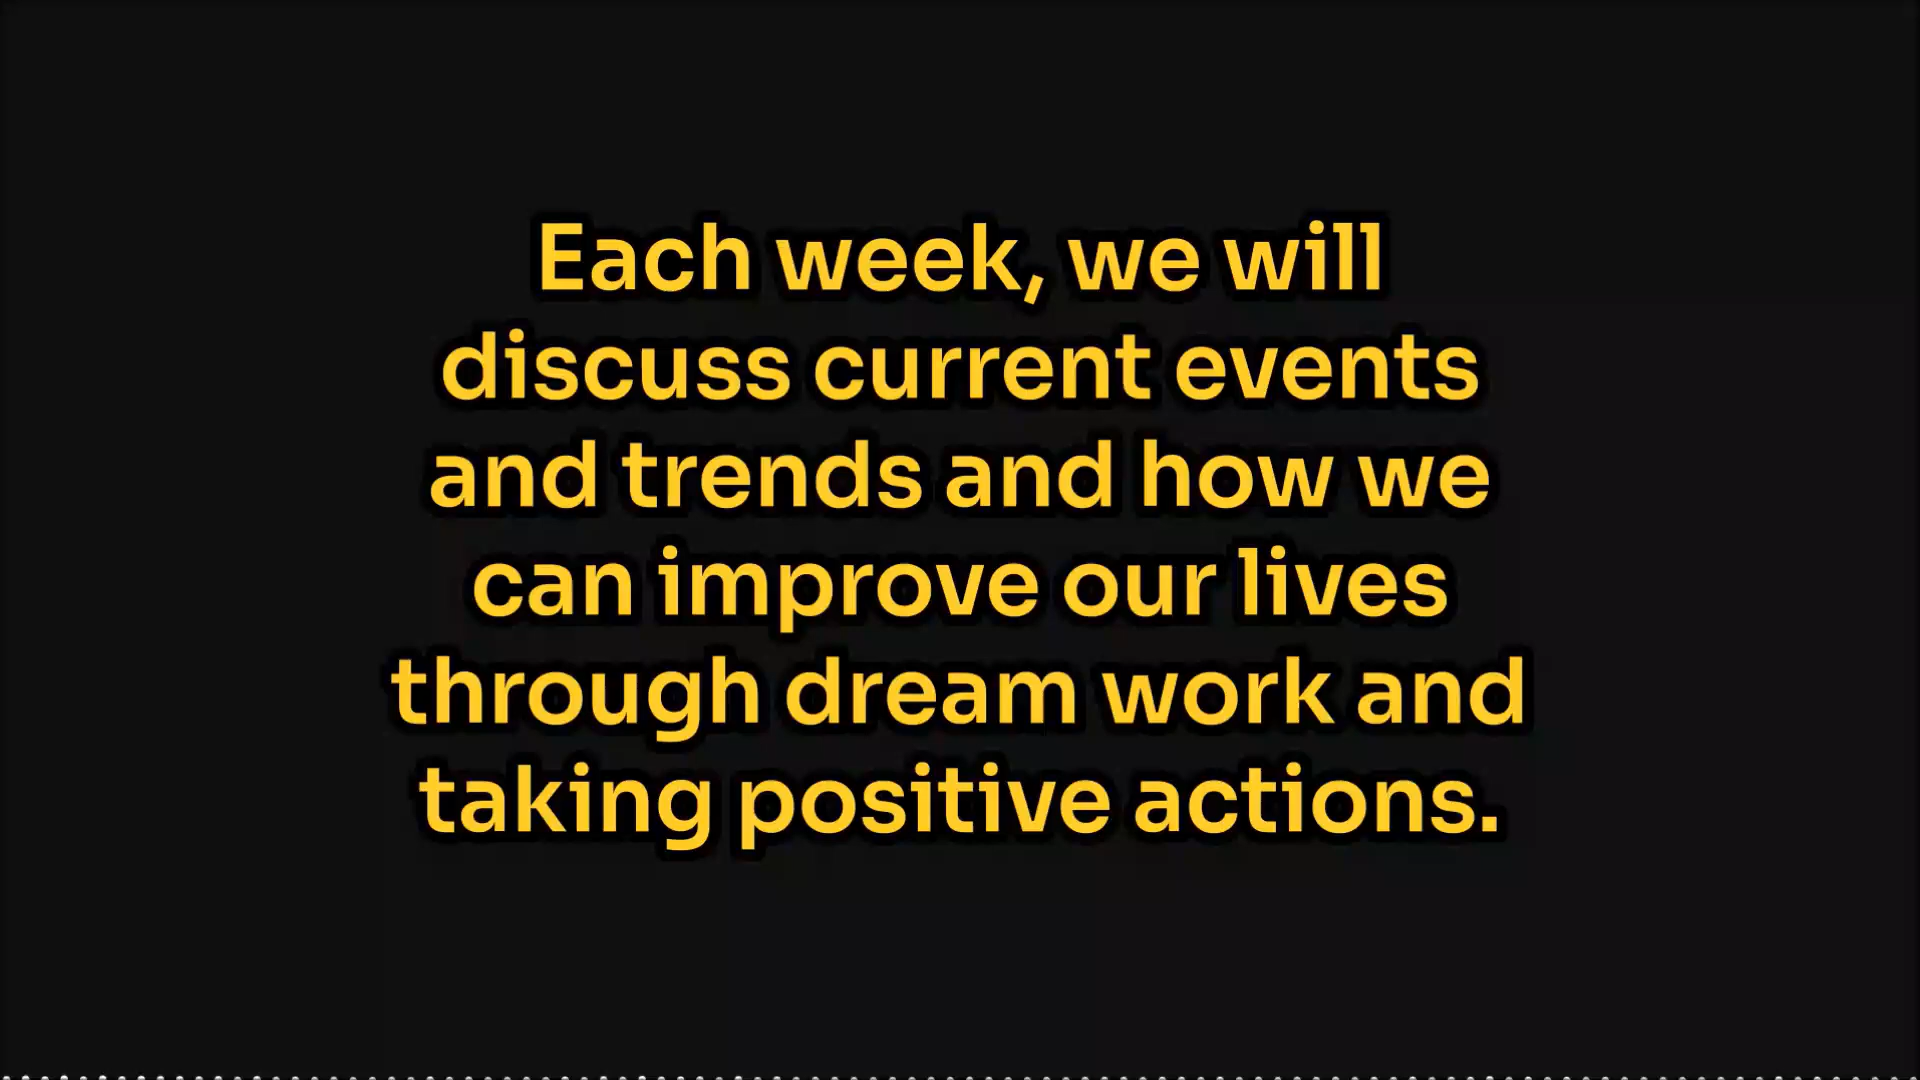 Each week, we will
discuss current events
and trends and how we
can improve our lives
through dream work and
taking positive actions.